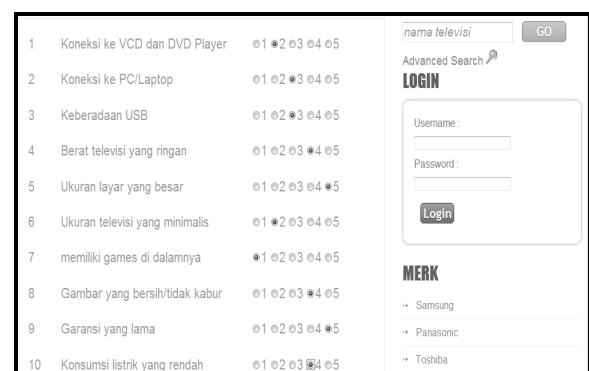 1 Koneksi ke VCD dan DVD Player 1 2 3 4 5
2 Koneksi ke PC/Laptop 1 2 3 4 5
3 Keberadaan USB 1 2 3 4 5
4 Berat televisi yang ringan 1 2 3 4 5
5 Ukuran layar yang besar 1 2 3 4 5
6 Ukuran televisi yang minimalis 1 2 3 4 5
7 memiliki games di dalamnya 1 2 3 4 5
8 Gambar yang bersih/tidak kabur 1 2 3 4 5
9 Garansi yang lama 1 2 3 4 5
10 Konsumsi listrik yang rendah 1 2 3 4 5
nama televisi GO
Advanced Search
LOGIN
Username :
Password :
Login
MERK
Samsung
Panasonic
Toshiba